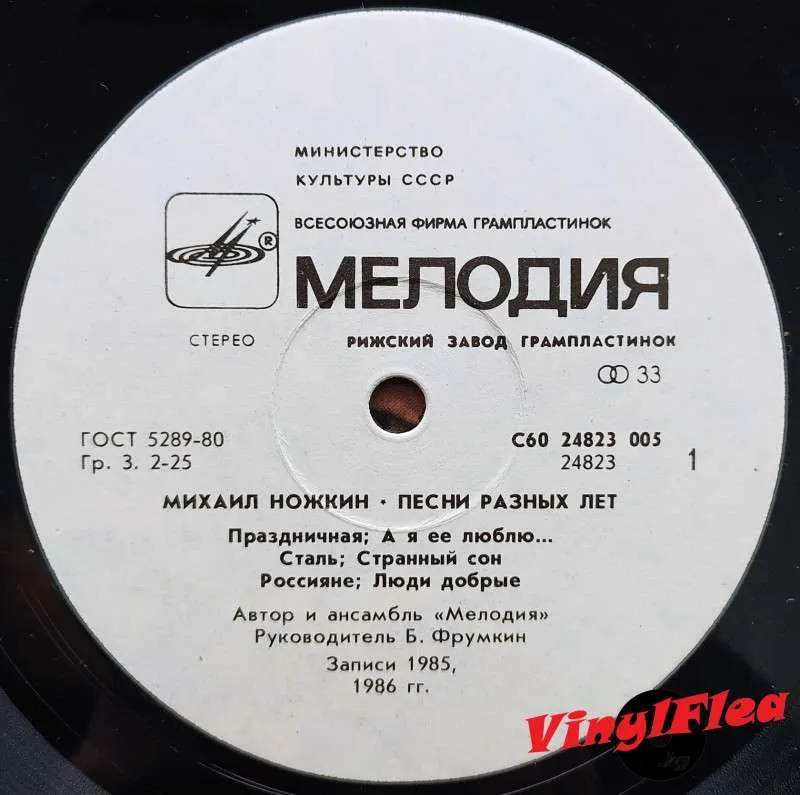 МИНИСТЕРСТВО
КУЛЬТУРЫ СССР
ВСЕСОЮЗНАЯ ФИРМА ГРАМПЛАСТИНОК
®
МЕЛОДИЯ
СТЕРЕО
РИЖСКИЙ ЗАВОД ГРАМПЛАСТИНОК
33
ГОСТ 5289-80
Гр. 3. 2-25
С60 24823 005
24823
1
МИХАИЛ НОЖКИН • ПЕСНИ РАЗНЫХ ЛЕТ
Праздничная; А я ее люблю...
Сталь; Странный сон
Россияне; Люди добрые
Автор и ансамбль «Мелодия»
Руководитель Б. Фрумкин
Записи 1985,
1986 гг.
VinylFlea